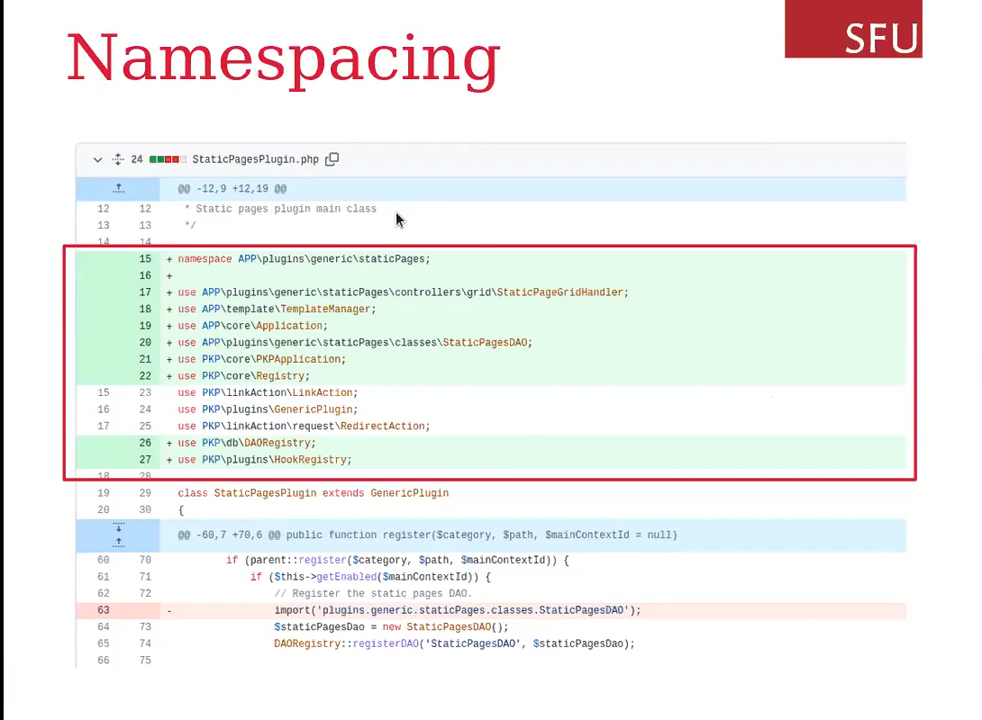 Namespacing
SFU
24 StaticPagesPlugin.php
@@ -12,9 +12,19 @@
12 12 * Static pages plugin main class
13 13 */
14 14
15 + namespace APP\plugins\generic\staticPages;
16 +
17 + use APP\plugins\generic\staticPages\controllers\grid\StaticPageGridHandler;
18 + use APP\template\TemplateManager;
19 + use APP\core\Application;
20 + use APP\plugins\generic\staticPages\classes\StaticPagesDAO;
21 + use PKP\core\PKPApplication;
22 + use PKP\core\Registry;
15 23 use PKP\linkAction\LinkAction;
16 24 use PKP\plugins\GenericPlugin;
17 25 use PKP\linkAction\request\RedirectAction;
26 + use PKP\db\DAORegistry;
27 + use PKP\plugins\HookRegistry;
18 28
19 29 class StaticPagesPlugin extends GenericPlugin
20 30 {
@@ -60,7 +70,6 @@ public function register($category, $path, $mainContextId = null)
60 70 if (parent::register($category, $path, $mainContextId)) {
61 71 if ($this->getEnabled($mainContextId)) {
62 72 // Register the static pages DAO.
63 - import('plugins.generic.staticPages.classes.StaticPagesDAO');
64 73 $staticPagesDao = new StaticPagesDAO();
65 74 DAORegistry::registerDAO('StaticPagesDAO', $staticPagesDao);
66 75